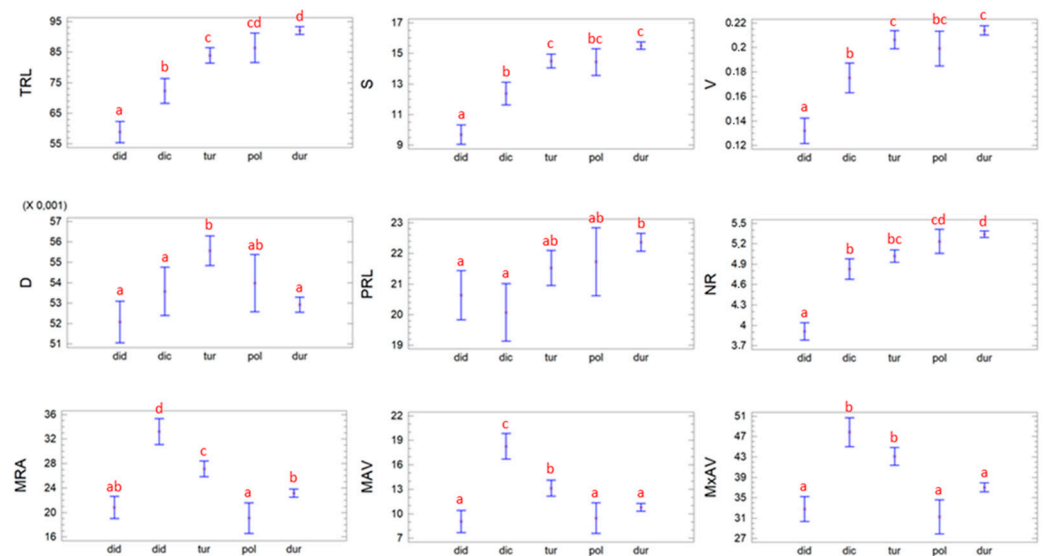 95 85 75 65 55 TRL a b c cd d did dic tur pol dur
17 15 13 11 9 S a b c bc c did dic tur pol dur
0.22 0.2 0.18 0.16 0.14 0.12 V a b c bc c did dic tur pol dur
(X 0,001)
57 56 55 54 53 52 51 D a a b ab a did dic tur pol dur
23 22 21 20 19 PRL a a ab ab b did dic tur pol dur
5.5 5.2 4.9 4.6 4.3 4 3.7 NR a b bc cd d did dic tur pol dur
36 32 28 24 20 16 MRA ab d c a b did did tur pol dur
22 19 16 13 10 7 MAV a c b a a did dic tur pol dur
51 47 43 39 35 31 27 MxAV a b b a a did dic tur pol dur